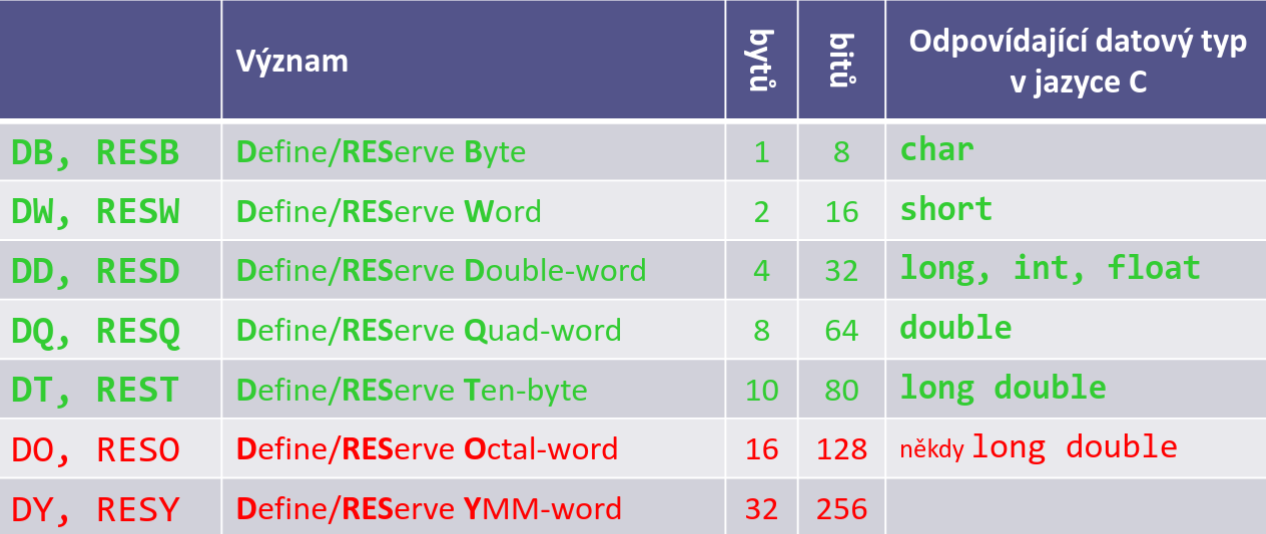 Význam bytů bitů Odpovídající datový typ
v jazyce C
DB, RESB Define/REServe Byte 1 8 char
DW, RESW Define/REServe Word 2 16 short
DD, RESD Define/REServe Double-word 4 32 long, int, float
DQ, RESQ Define/REServe Quad-word 8 64 double
DT, REST Define/REServe Ten-byte 10 80 long double
DO, RESO Define/REServe Octal-word 16 128 někdy long double
DY, RESY Define/REServe YMM-word 32 256